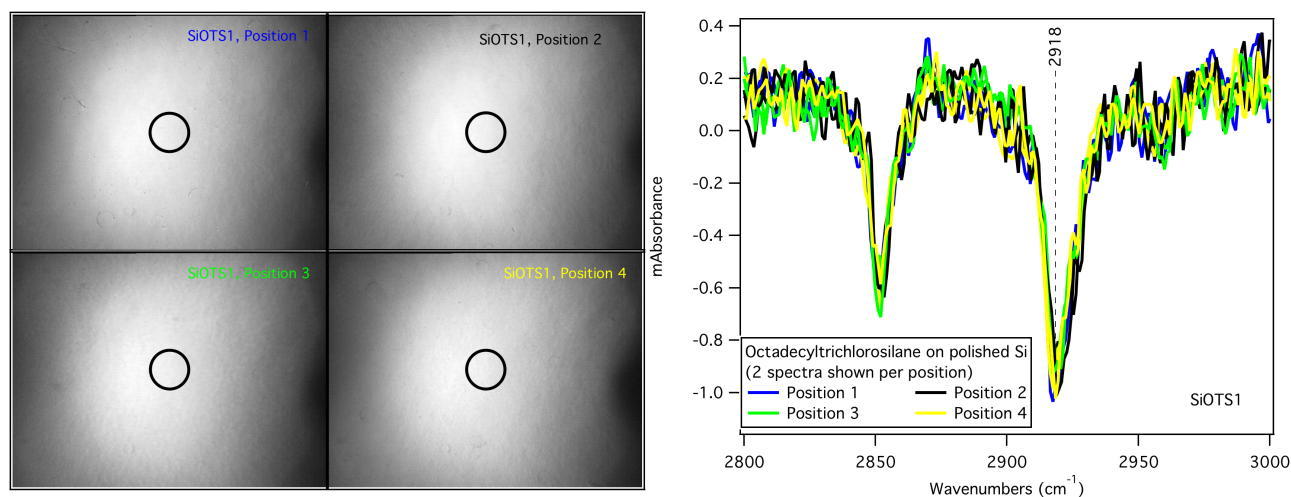 SiOTS1, Position 1
SiOTS1, Position 2
SiOTS1, Position 3
SiOTS1, Position 4
mAbsorbance
0.4
0.2
0.0
-0.2
-0.4
-0.6
-0.8
-1.0
2918
Octadecyltrichlorosilane on polished Si
(2 spectra shown per position)
Position 1
Position 2
Position 3
Position 4
SiOTS1
2800
2850
2900
2950
3000
Wavenumbers (cm⁻¹)